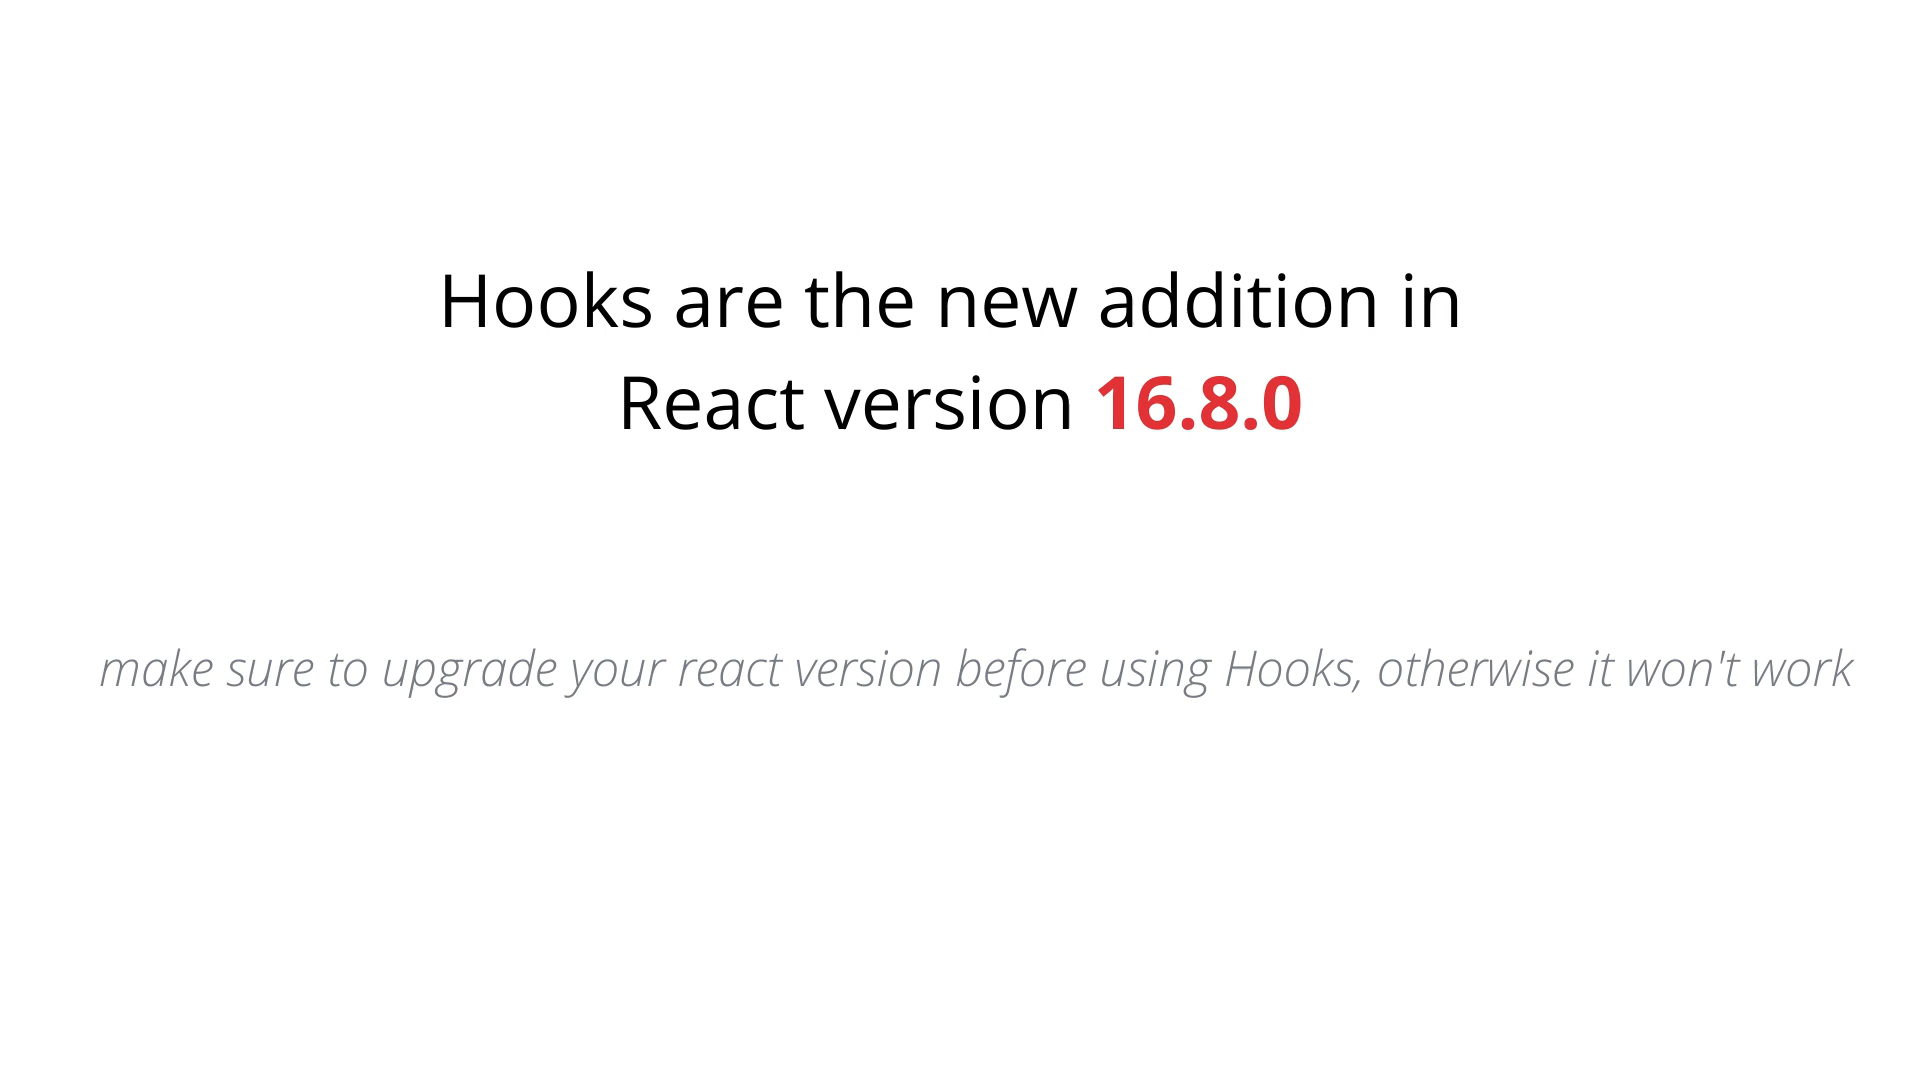 Hooks are the new addition in
React version 16.8.0
make sure to upgrade your react version before using Hooks, otherwise it won't work